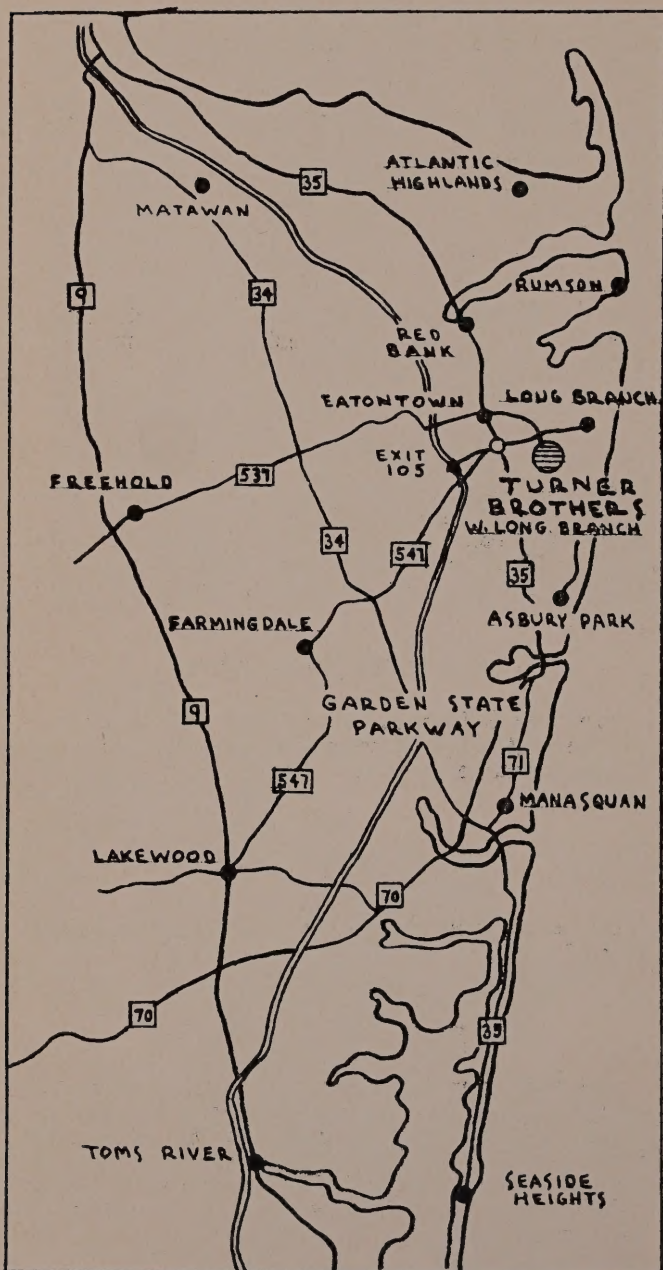 ATLANTIC
HIGHLANDS
35
MATAWAN
9
34
RUMSON
RED
BANK
EATONTOWN
LONG BRANCH
EXIT
105
537
FREEHOLD
TURNER
BROTHERS
W. LONG BRANCH
34
547
35
ASBURY PARK
FARMINGDALE
GARDEN STATE
PARKWAY
9
71
547
MANASQUAN
LAKEWOOD
70
70
35
TOMS RIVER
SEASIDE
HEIGHTS